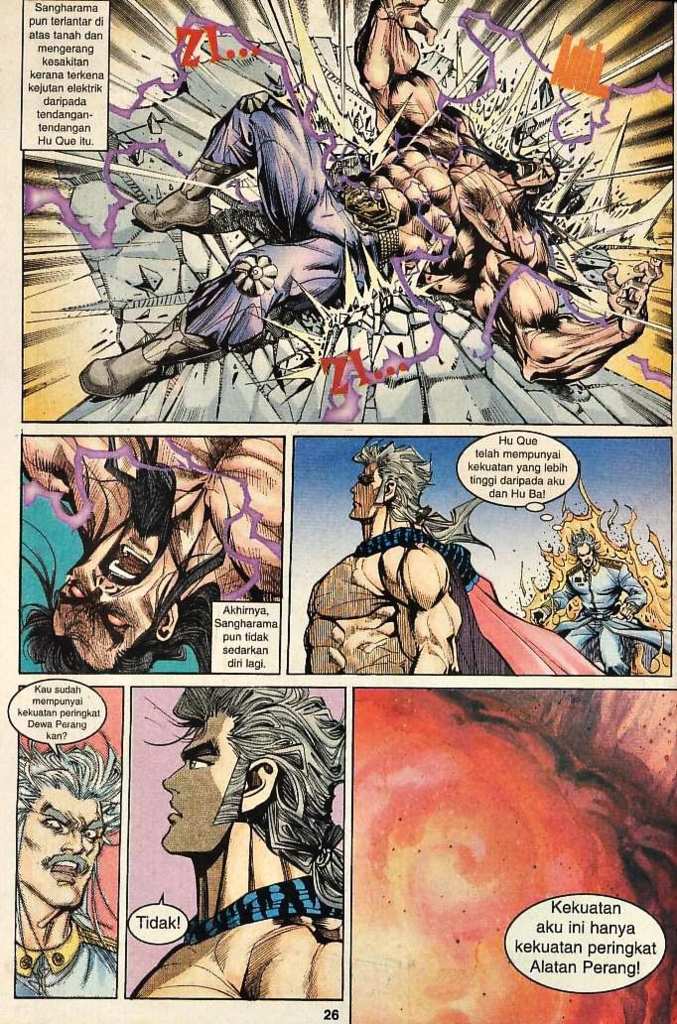 Sangharama
pun terlantar di
atas tanah dan
mengerang
kesakitan
kerana terkena
kejutan elektrik
daripada
tendangan-
tendangan
Hu Que itu.
ZI...
ZI...
Akhirnya,
Sangharama
pun tidak
sedarkan
diri lagi.
Hu Que
telah mempunyai
kekuatan yang lebih
tinggi daripada aku
dan Hu Ba!
Kau sudah
mempunyai
kekuatan peringkat
Dewa Perang
kan?
Tidak!
Kekuatan
aku ini hanya
kekuatan peringkat
Alatan Perang!
26